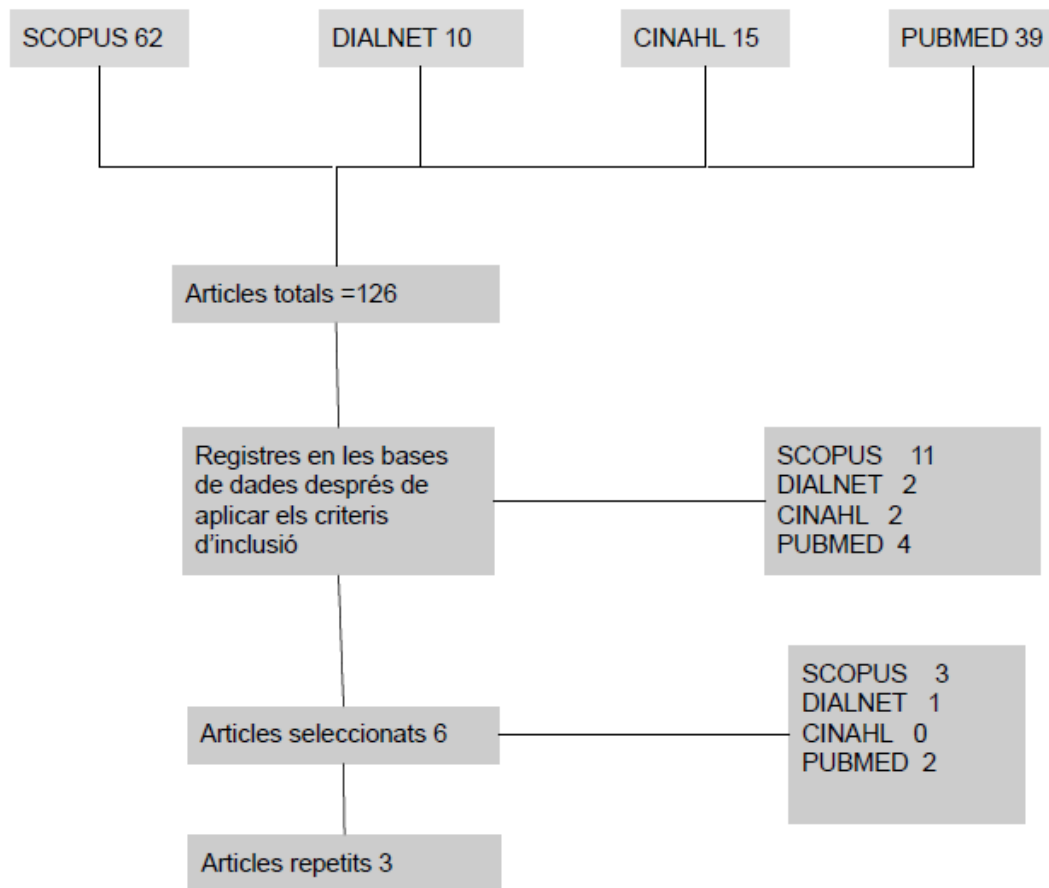 SCOPUS 62
DIALNET 10
CINAHL 15
PUBMED 39
Articles totals =126
Registres en les bases
de dades després de
aplicar els criteris
d’inclusió
SCOPUS 11
DIALNET 2
CINAHL 2
PUBMED 4
Articles seleccionats 6
SCOPUS 3
DIALNET 1
CINAHL 0
PUBMED 2
Articles repetits 3